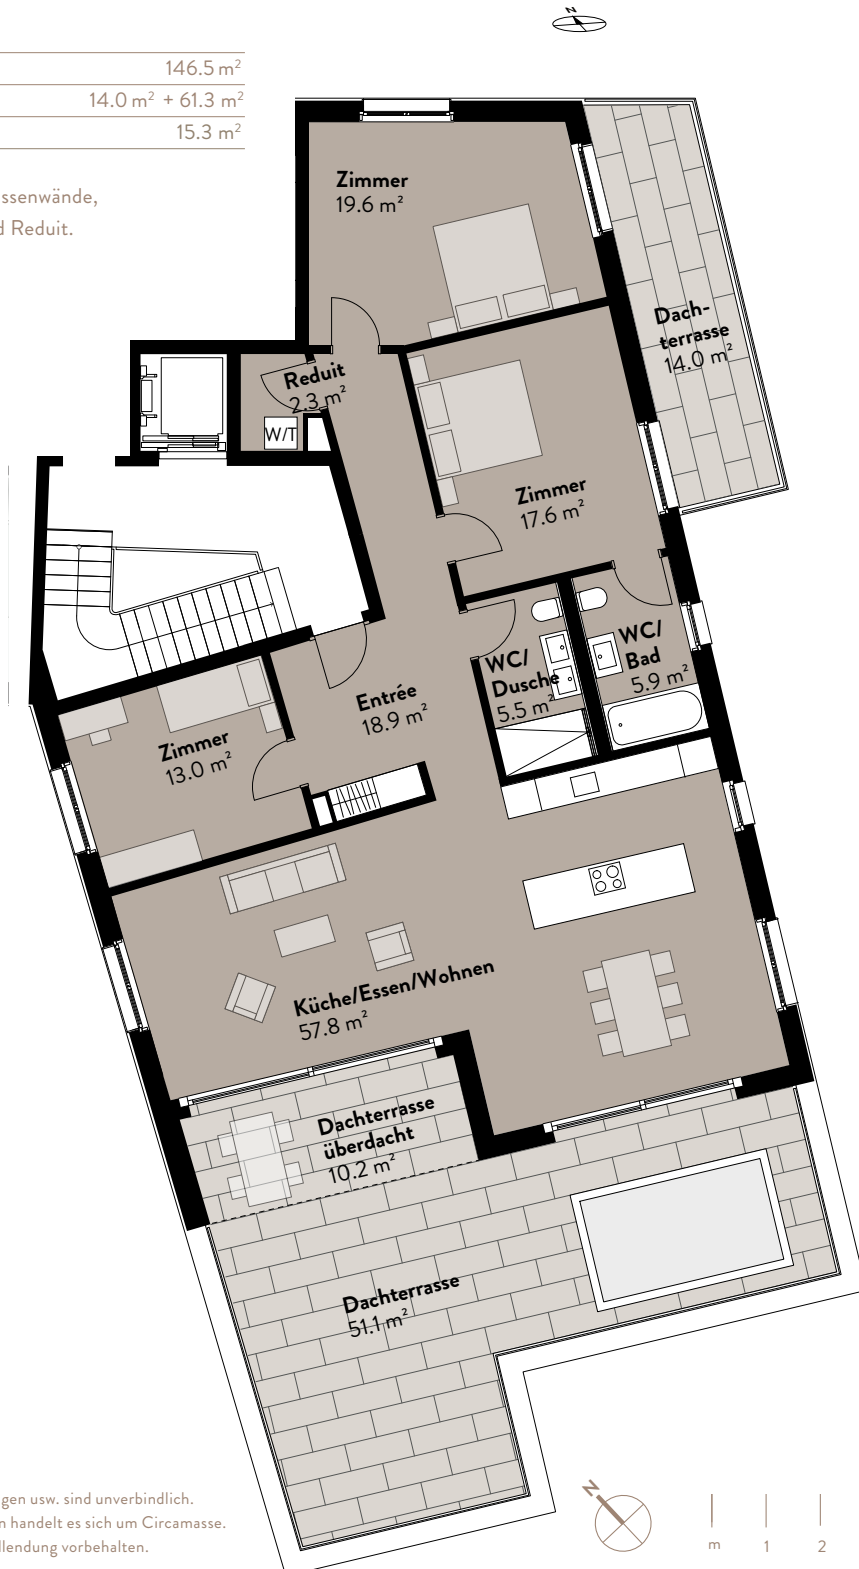 N
146.5 m²
14.0 m² + 61.3 m²
15.3 m²
ssenwände,
d Reduit.
Zimmer
19.6 m²
Dach-
terrasse
14.0 m²
Reduit
2.3 m²
W/T
Zimmer
17.6 m²
WC/
Dusche
5.5 m²
WC/
Bad
5.9 m²
Entrée
18.9 m²
Zimmer
13.0 m²
Küche/Essen/Wohnen
57.8 m²
Dachterrasse
überdacht
10.2 m²
Dachterrasse
51.1 m²
gen usw. sind unverbindlich.
n handelt es sich um Circamasse.
llendung vorbehalten.
N
m 1 2